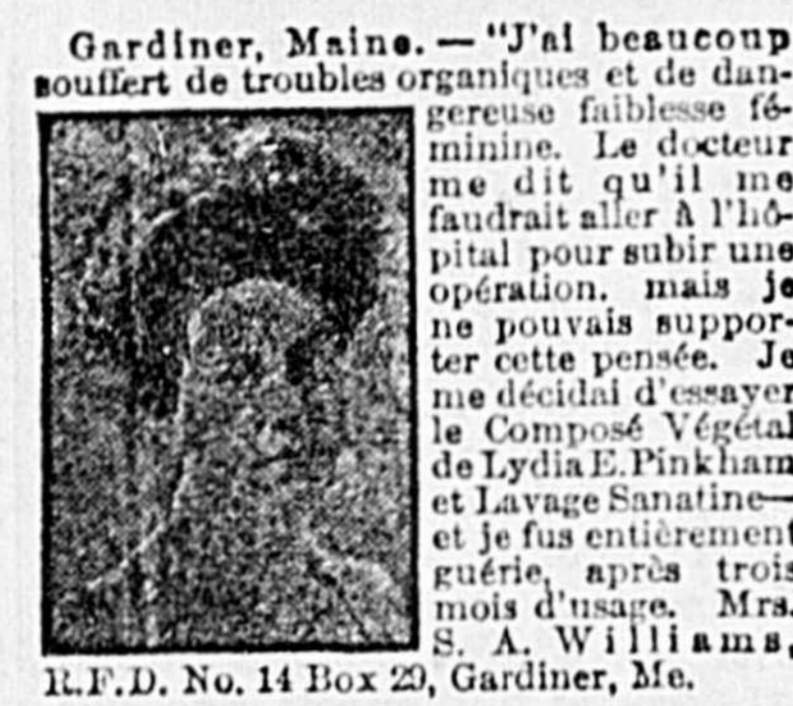 Gardiner, Maine. — "J'ai beaucoup
souffert de troubles organiques et de dan-
gereuse faiblesse fé-
minine. Le docteur
me dit qu'il me
faudrait aller à l'hô-
pital pour subir une
opération. mais je
ne pouvais suppor-
ter cette pensée. Je
me décidai d'essayer
le Composé Végétal
de Lydia E. Pinkham
et Lavage Sanatine—
et je fus entièrement
guérie, après trois
mois d'usage. Mrs.
S. A. Williams,
R.F.D. No. 14 Box 29, Gardiner, Me.